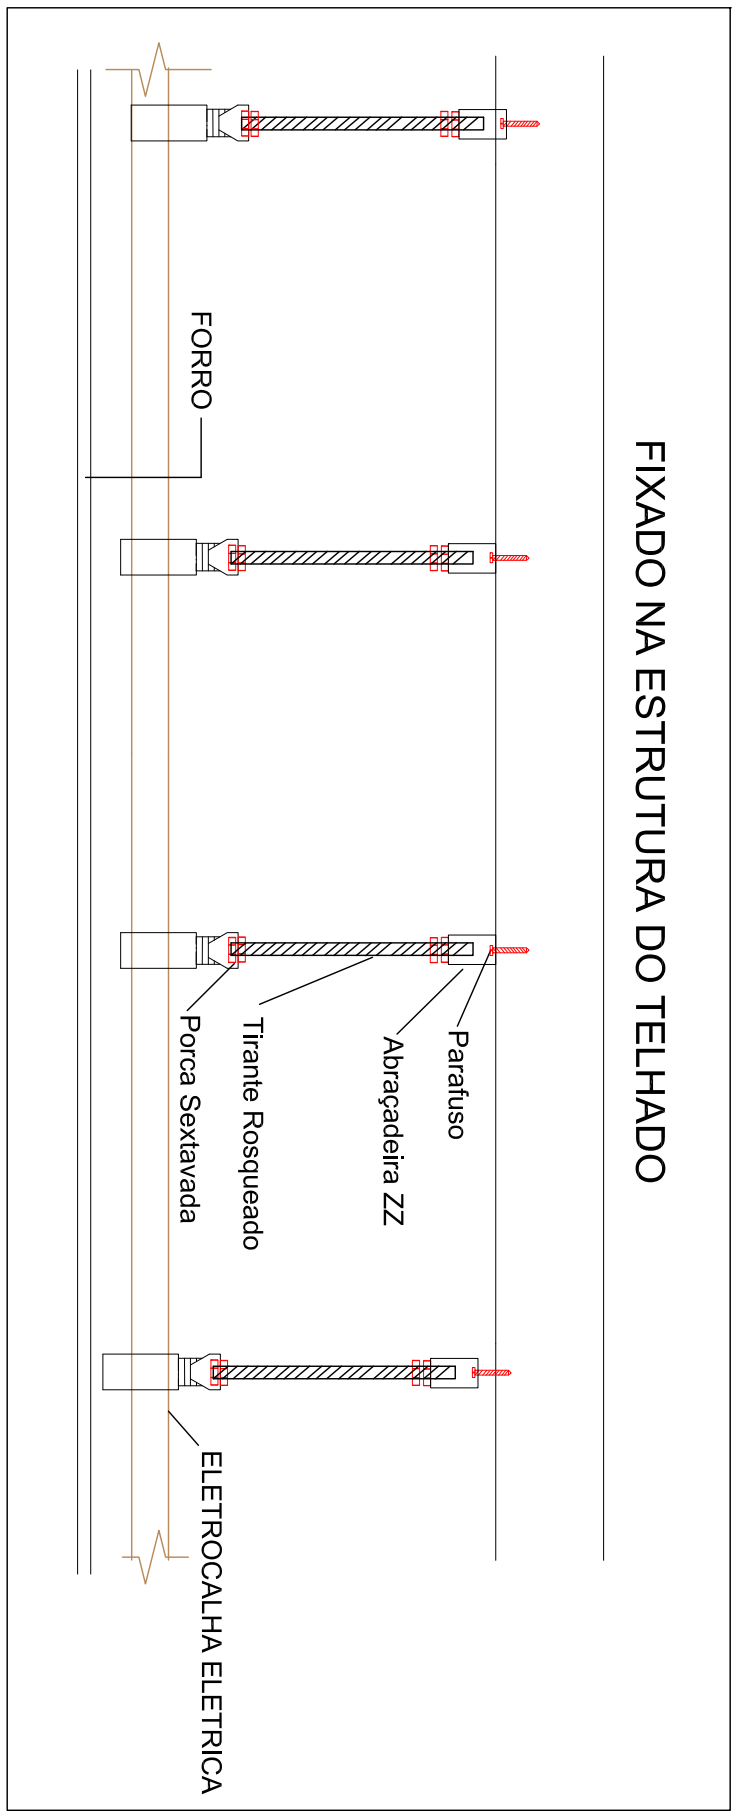 FIXADO NA ESTRUTURA DO TELHADO
FORRO
Parafuso
Abraçadeira ZZ
Tirante Rosqueado
Porca Sextavada
ELETROCALHA ELETRICA